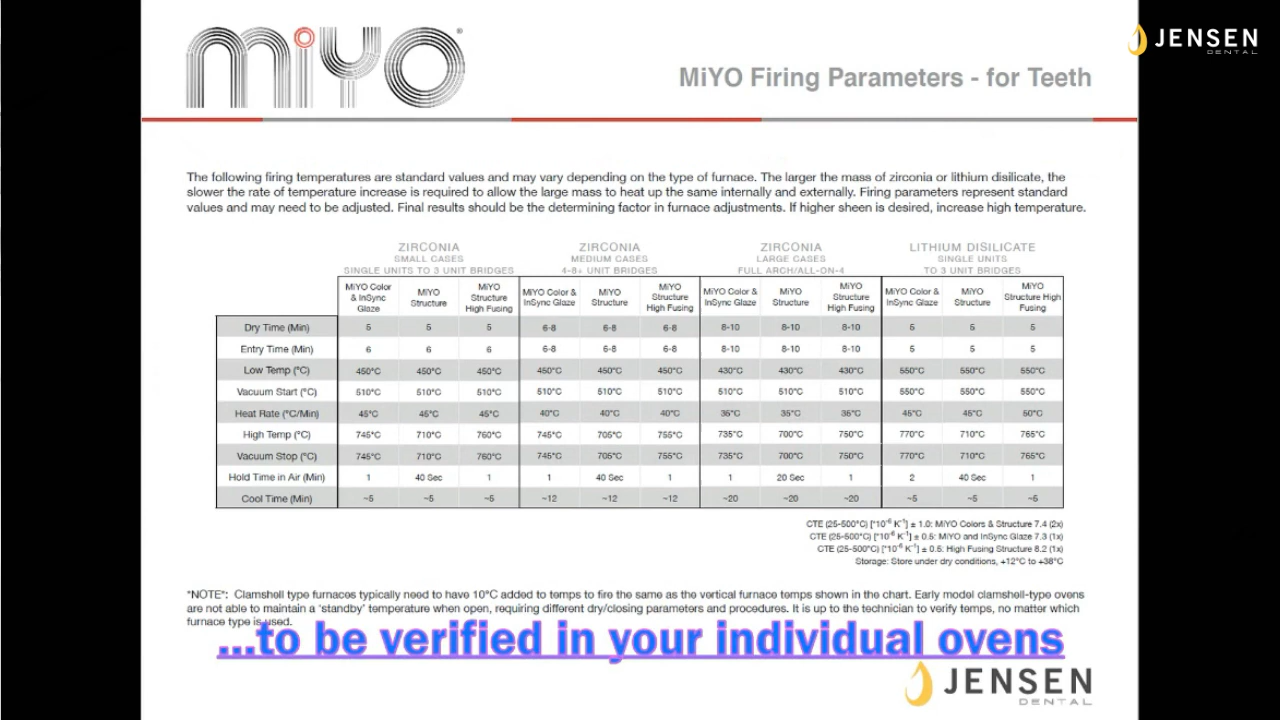 miyo®
JENSEN
DENTAL
MiYO Firing Parameters - for Teeth
The following firing temperatures are standard values and may vary depending on the type of furnace. The larger the mass of zirconia or lithium disilicate, the
slower the rate of temperature increase is required to allow the large mass to heat up the same internally and externally. Firing parameters represent standard
values and may need to be adjusted. Final results should be the determining factor in furnace adjustments. If higher sheen is desired, increase high temperature.
ZIRCONIA ZIRCONIA ZIRCONIA LITHIUM DISILICATE
SMALL CASES MEDIUM CASES LARGE CASES SINGLE UNITS
SINGLE UNITS TO 3 UNIT BRIDGES 4-8+ UNIT BRIDGES FULL ARCH/ALL-ON-4 TO 3 UNIT BRIDGES
MiYO Color & InSync Glaze MiYO Structure MiYO Structure High Fusing MiYO Color & InSync Glaze MiYO Structure MiYO Structure High Fusing MiYO Color & InSync Glaze MiYO Structure MiYO Structure High Fusing MiYO Color & InSync Glaze MiYO Structure MiYO Structure High Fusing
Dry Time (Min) 5 5 5 6-8 6-8 6-8 8-10 8-10 8-10 5 5 5
Entry Time (Min) 6 6 6 6-8 6-8 6-8 8-10 8-10 8-10 5 5 5
Low Temp (°C) 450°C 450°C 450°C 450°C 450°C 450°C 430°C 430°C 430°C 550°C 550°C 550°C
Vacuum Start (°C) 510°C 510°C 510°C 510°C 510°C 510°C 510°C 510°C 510°C 550°C 550°C 550°C
Heat Rate (°C/Min) 45°C 45°C 45°C 40°C 40°C 40°C 35°C 35°C 35°C 45°C 45°C 50°C
High Temp (°C) 745°C 710°C 760°C 745°C 705°C 755°C 735°C 700°C 750°C 770°C 710°C 765°C
Vacuum Stop (°C) 745°C 710°C 760°C 745°C 705°C 755°C 735°C 700°C 750°C 770°C 710°C 765°C
Hold Time in Air (Min) 1 40 Sec 1 1 40 Sec 1 1 20 Sec 1 2 40 Sec 1
Cool Time (Min) ~5 ~5 ~5 ~12 ~12 ~12 ~20 ~20 ~20 ~5 ~5 ~5
CTE (25-500°C) [*10⁻⁶ K⁻¹] ± 1.0: MiYO Colors & Structure 7.4 (2x)
CTE (25-500°C) [*10⁻⁶ K⁻¹] ± 0.5: MiYO and InSync Glaze 7.3 (1x)
CTE (25-500°C) [*10⁻⁶ K⁻¹] ± 0.5: High Fusing Structure 8.2 (1x)
Storage: Store under dry conditions, +12°C to +38°C
*NOTE*: Clamshell type furnaces typically need to have 10°C added to temps to fire the same as the vertical furnace temps shown in the chart. Early model clamshell-type ovens
are not able to maintain a 'standby' temperature when open, requiring different dry/closing parameters and procedures. It is up to the technician to verify temps, no matter which
furnace type is used.
...to be verified in your individual ovens
JENSEN
DENTAL